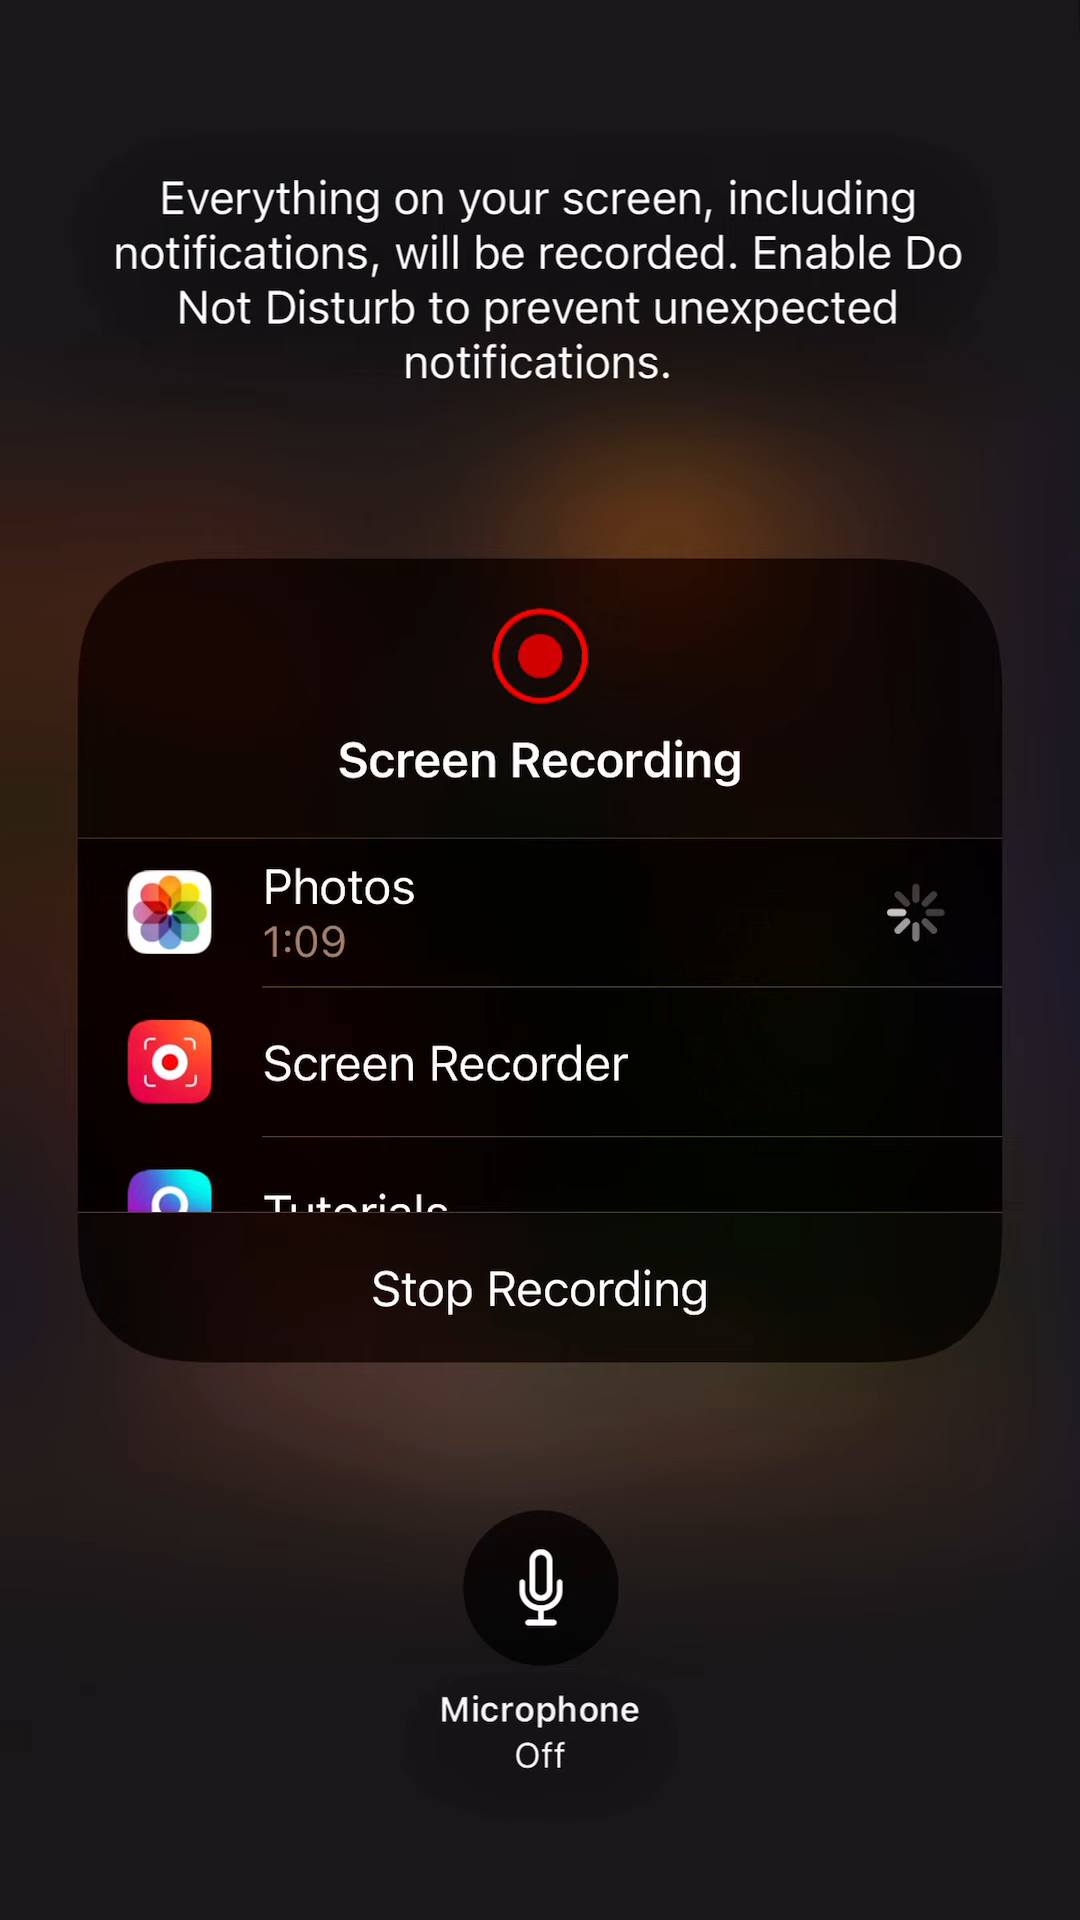 Everything on your screen, including
notifications, will be recorded. Enable Do
Not Disturb to prevent unexpected
notifications.
Screen Recording
Photos
1:09
Screen Recorder
Tutorials
Stop Recording
Microphone
Off